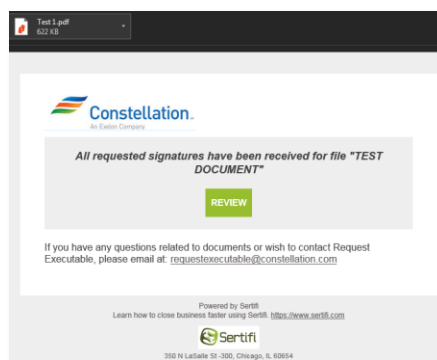 Test 1.pdf
622 KB
Constellation
An Exelon Company
All requested signatures have been received for file "TEST
DOCUMENT"
REVIEW
If you have any questions related to documents or wish to contact Request
Executable, please email at: requestexecutable@constellation.com
Powered by Sertifi
Learn how to close business faster using Sertifi. https://www.sertifi.com
Sertifi
350 N LaSalle St -300, Chicago, IL 60654